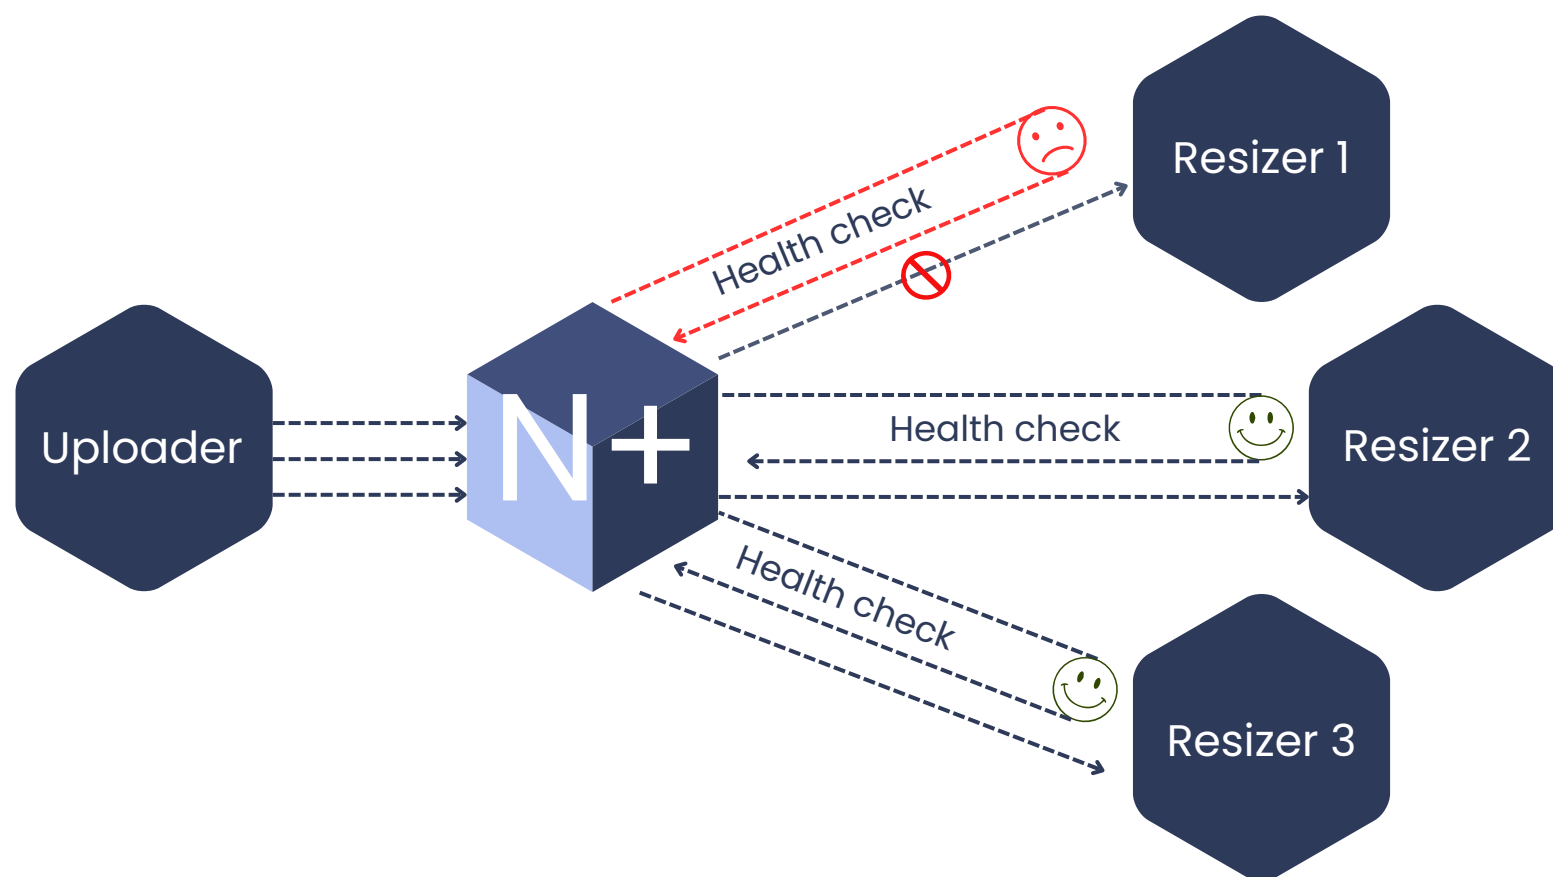 Uploader
N+
Health check
Resizer 1
Health check
Resizer 2
Health check
Resizer 3